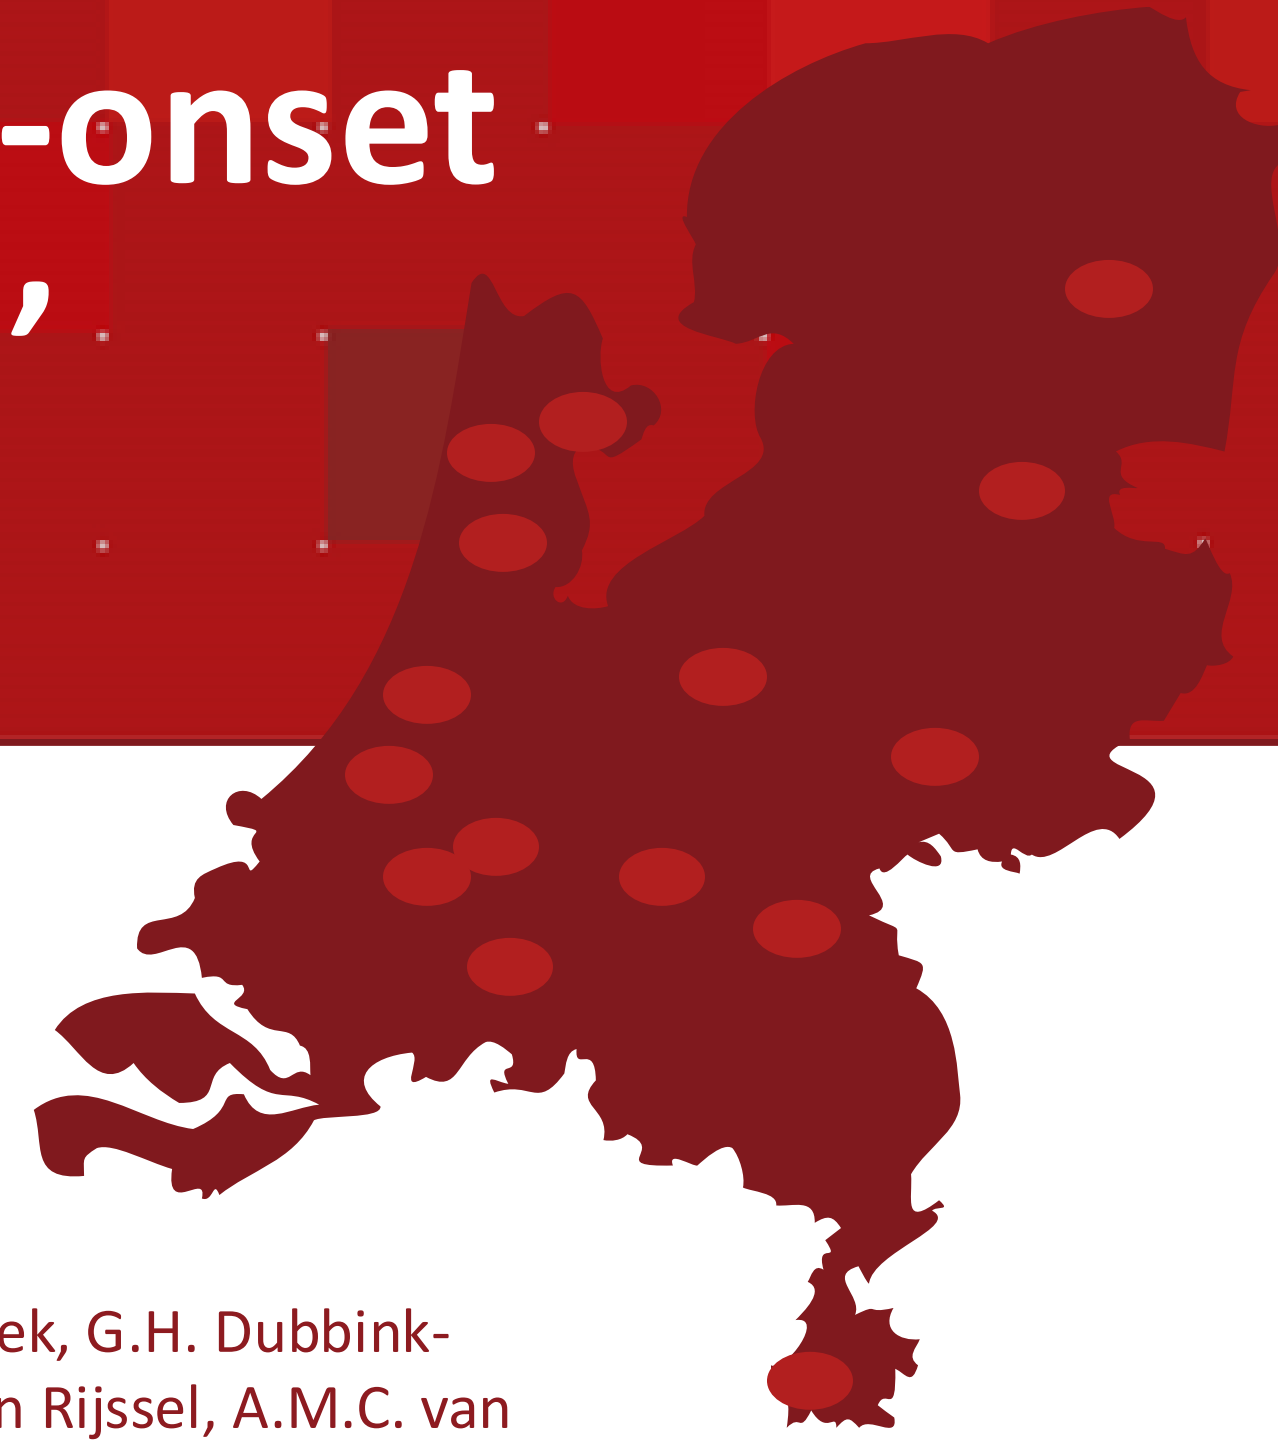 -onset
,
ek, G.H. Dubbink-
n Rijssel, A.M.C. van